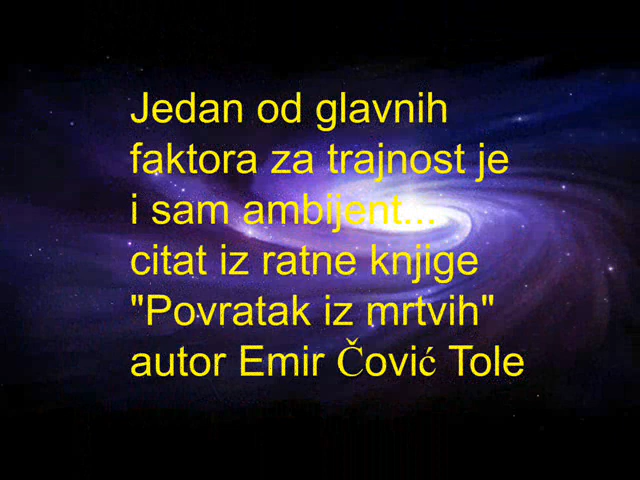 Jedan od glavnih
faktora za trajnost je
i sam ambijent...
citat iz ratne knjige
"Povratak iz mrtvih"
autor Emir Čović Tole